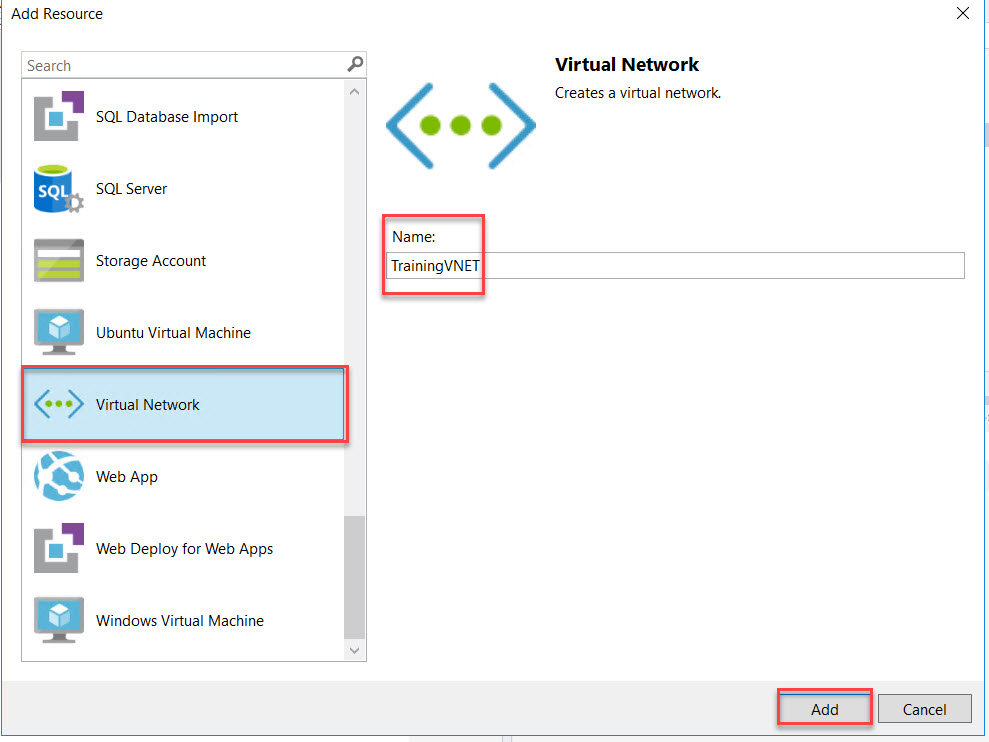 Add Resource
Search
SQL Database Import
SQL
SQL Server
Storage Account
Ubuntu Virtual Machine
Virtual Network
Web App
Web Deploy for Web Apps
Windows Virtual Machine
Virtual Network
Creates a virtual network.
Name:
TrainingVNET
Add
Cancel